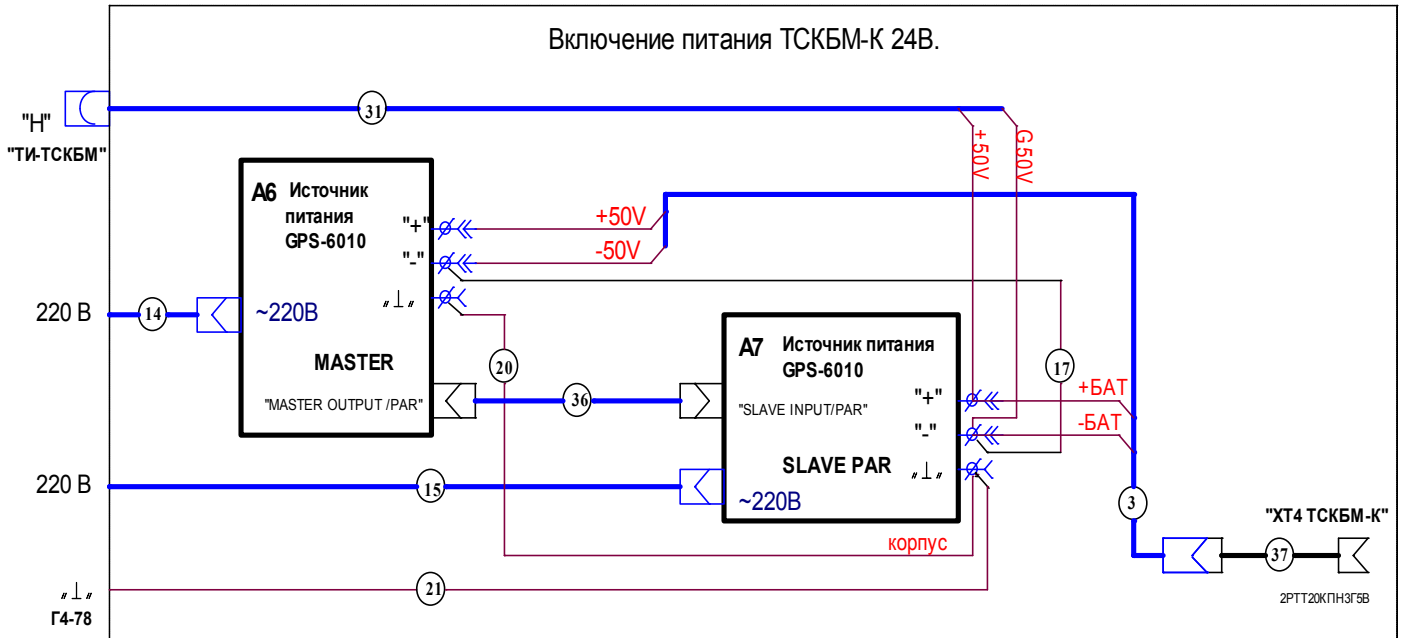 Включение питания ТСКБМ-К 24В.
31
"Н"
"ТИ-ТСКБМ"
+50V
G50V
А6 Источник
питания
GPS-6010
"+"
"-"
„⊥„
+50V
-50V
220 В
14
~220В
MASTER
"MASTER OUTPUT /PAR"
20
36
17
А7 Источник питания
GPS-6010
"SLAVE INPUT/PAR"
"+"
"-"
„⊥„
SLAVE PAR
~220В
+БАТ
-БАТ
220 В
15
3
"ХТ4 ТСКБМ-К"
37
2РТТ20КПН3Г5В
корпус
21
„⊥„
Г4-78